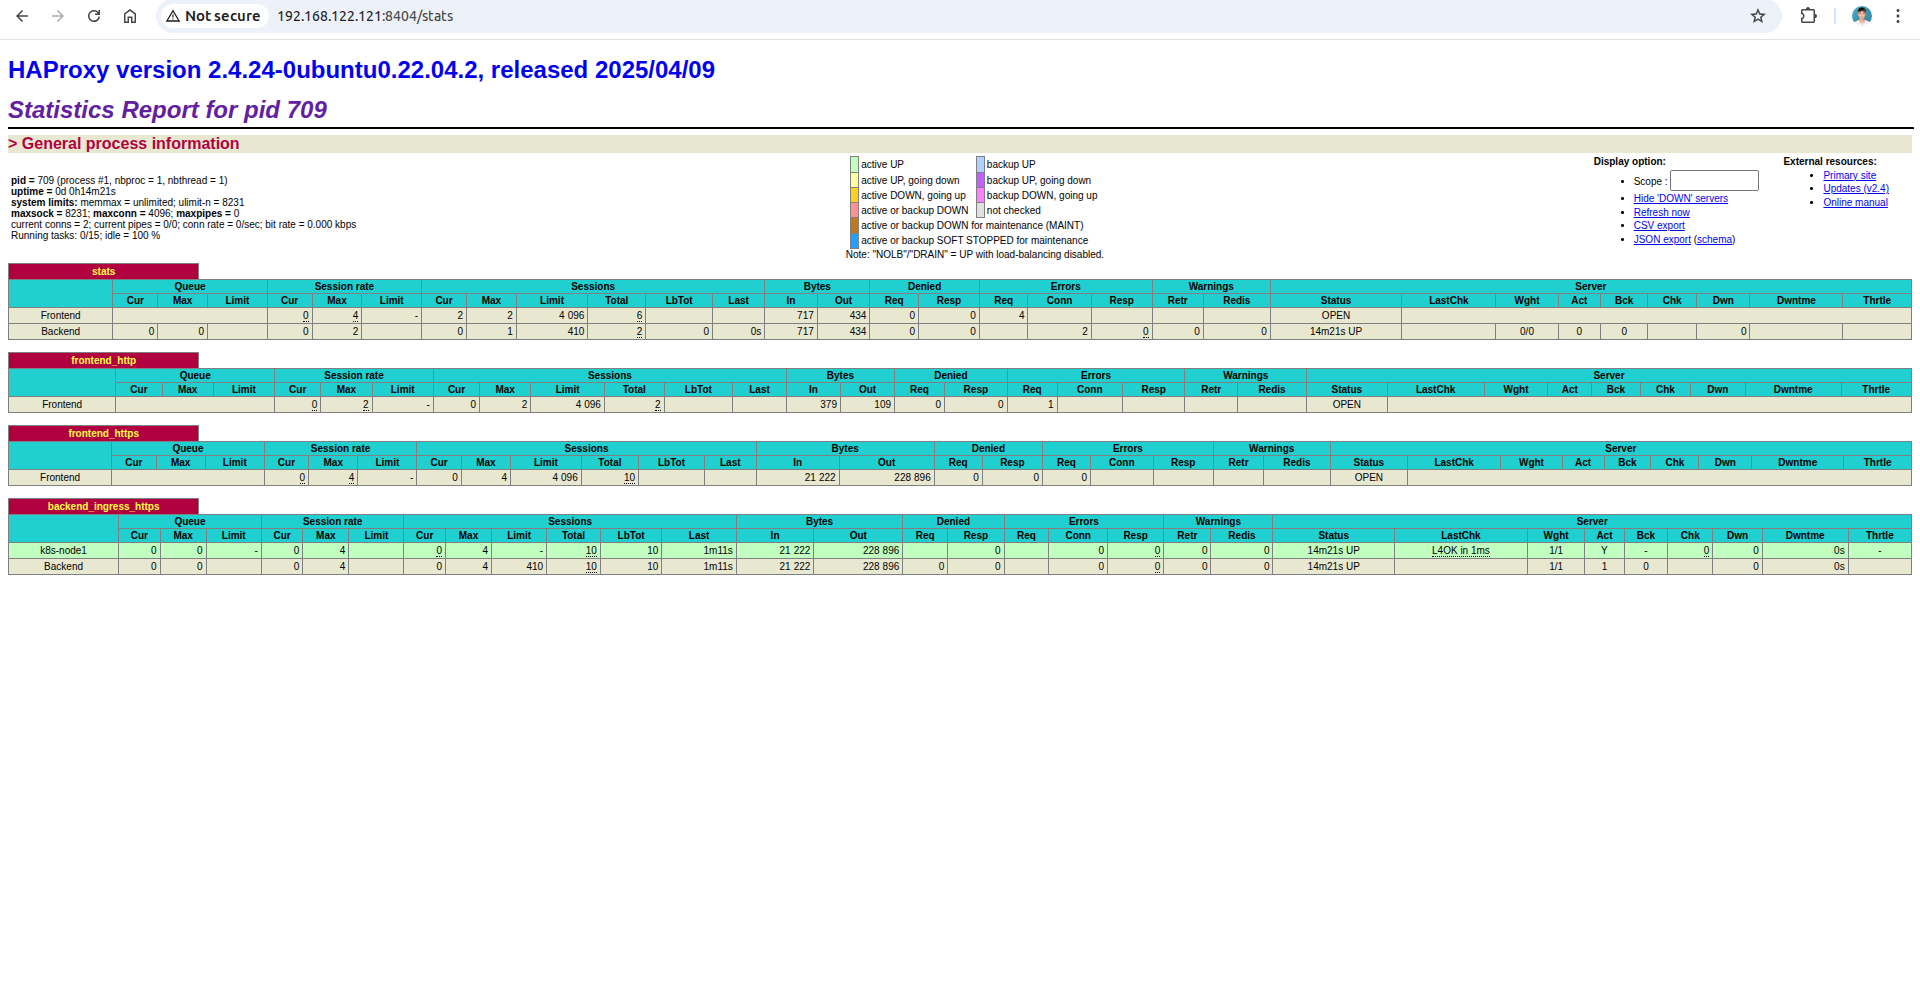 Not secure 192.168.122.121:8404/stats
HAProxy version 2.4.24-0ubuntu0.22.04.2, released 2025/04/09
Statistics Report for pid 709
> General process information
pid = 709 (process #1, nbproc = 1, nbthread = 1)
uptime = 0d 0h14m21s
system limits: memmax = unlimited; ulimit-n = 8231
maxsock = 8231; maxconn = 4096; maxpipes = 0
current conns = 2; current pipes = 0/0; conn rate = 0/sec; bit rate = 0.000 kbps
Running tasks: 0/15; idle = 100 %
active UP backup UP
active UP, going down backup UP, going down
active DOWN, going up backup DOWN, going up
active or backup DOWN not checked
active or backup DOWN for maintenance (MAINT)
active or backup SOFT STOPPED for maintenance
Note: "NOLB"/"DRAIN" = UP with load-balancing disabled.
Display option:
• Scope :
• Hide 'DOWN' servers
• Refresh now
• CSV export
• JSON export (schema)
External resources:
• Primary site
• Updates (v2.4)
• Online manual
stats
Queue Session rate Sessions Bytes Denied Errors Warnings Server
Cur Max Limit Cur Max Limit Cur Max Limit Total LbTot Last In Out Req Resp Req Conn Resp Retr Redis Status LastChk Wght Act Bck Chk Dwn Dwntme Thrtle
Frontend 0 4 - 2 2 4 096 6 717 434 0 0 4 OPEN
Backend 0 0 0 2 0 1 410 2 0 0s 717 434 0 0 2 0 0 0 14m21s UP 0/0 0 0 0
frontend_http
Queue Session rate Sessions Bytes Denied Errors Warnings Server
Cur Max Limit Cur Max Limit Cur Max Limit Total LbTot Last In Out Req Resp Req Conn Resp Retr Redis Status LastChk Wght Act Bck Chk Dwn Dwntme Thrtle
Frontend 0 2 - 0 2 4 096 2 379 109 0 0 1 OPEN
frontend_https
Queue Session rate Sessions Bytes Denied Errors Warnings Server
Cur Max Limit Cur Max Limit Cur Max Limit Total LbTot Last In Out Req Resp Req Conn Resp Retr Redis Status LastChk Wght Act Bck Chk Dwn Dwntme Thrtle
Frontend 0 4 - 0 4 4 096 10 21 222 228 896 0 0 0 OPEN
backend_ingress_https
Queue Session rate Sessions Bytes Denied Errors Warnings Server
Cur Max Limit Cur Max Limit Cur Max Limit Total LbTot Last In Out Req Resp Req Conn Resp Retr Redis Status LastChk Wght Act Bck Chk Dwn Dwntme Thrtle
k8s-node1 0 0 - 0 4 0 4 - 10 10 1m11s 21 222 228 896 0 0 0 0 0 14m21s UP L4OK in 1ms 1/1 Y - 0 0 0s -
Backend 0 0 0 4 0 4 410 10 10 1m11s 21 222 228 896 0 0 0 0 0 0 14m21s UP 1/1 1 0 0 0s